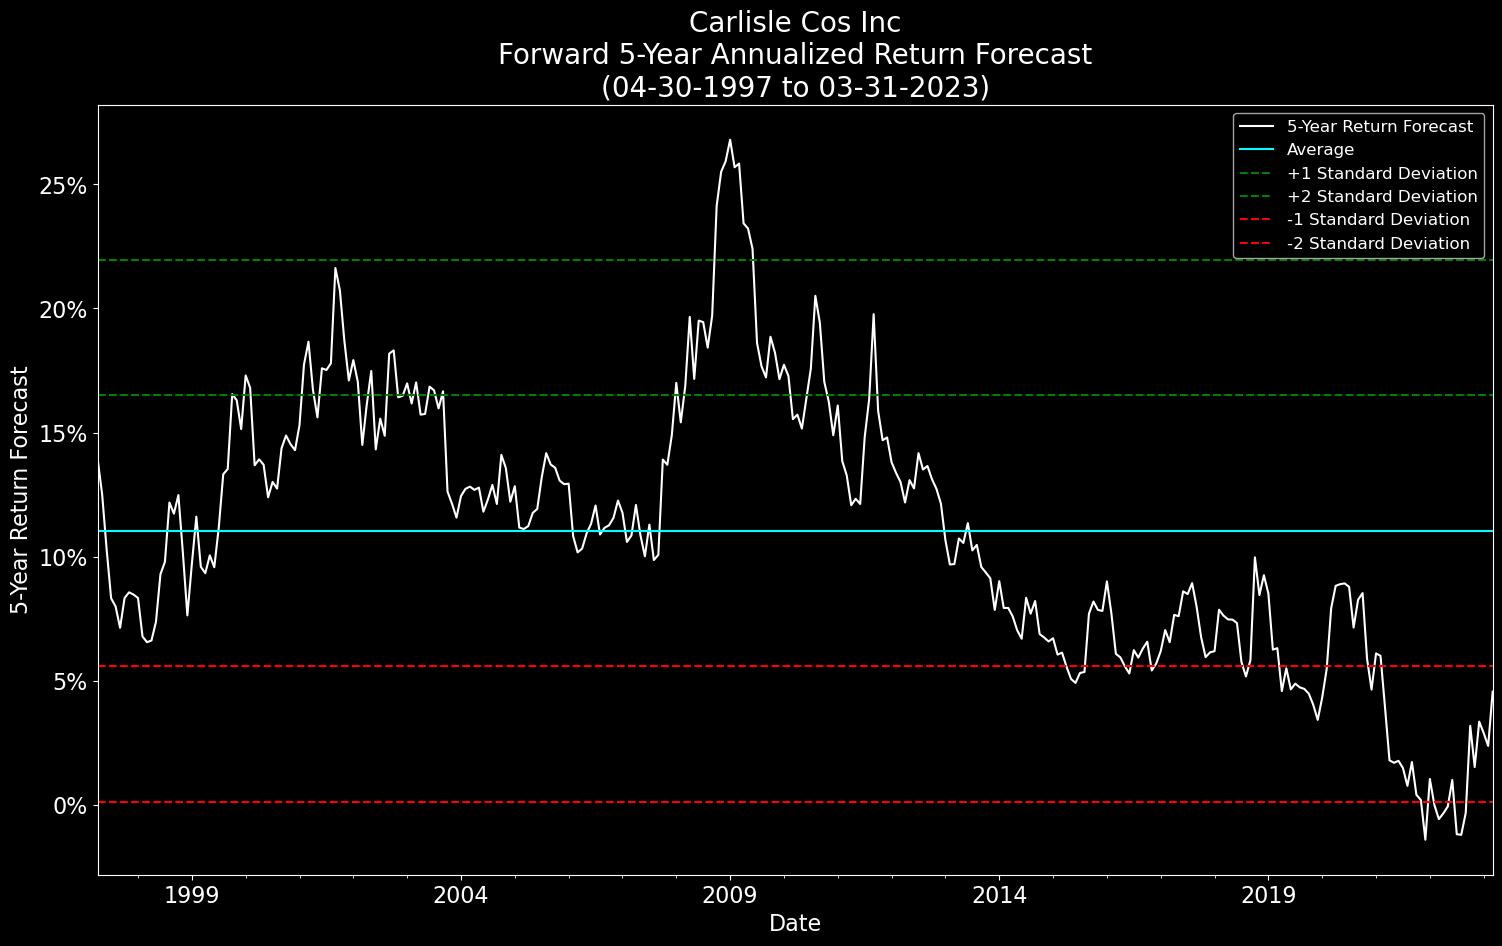 Carlisle Cos Inc
Forward 5-Year Annualized Return Forecast
(04-30-1997 to 03-31-2023)
5-Year Return Forecast
Average
+1 Standard Deviation
+2 Standard Deviation
-1 Standard Deviation
-2 Standard Deviation
5-Year Return Forecast
25%
20%
15%
10%
5%
0%
1999 2004 2009 2014 2019
Date